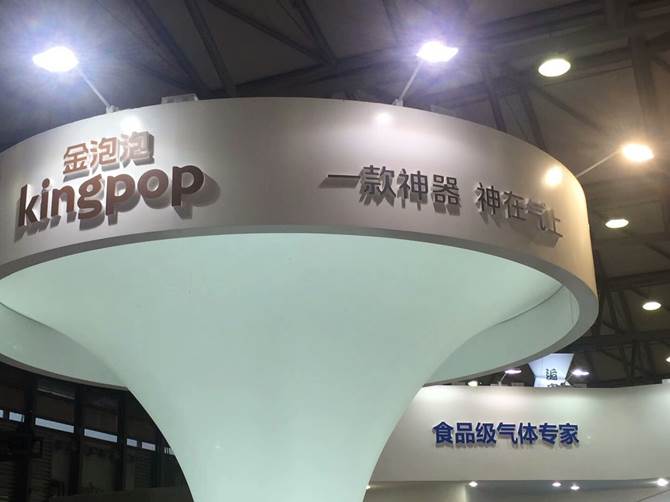 金泡泡
kingpop
一款神器 神在气上
食品级气体专家